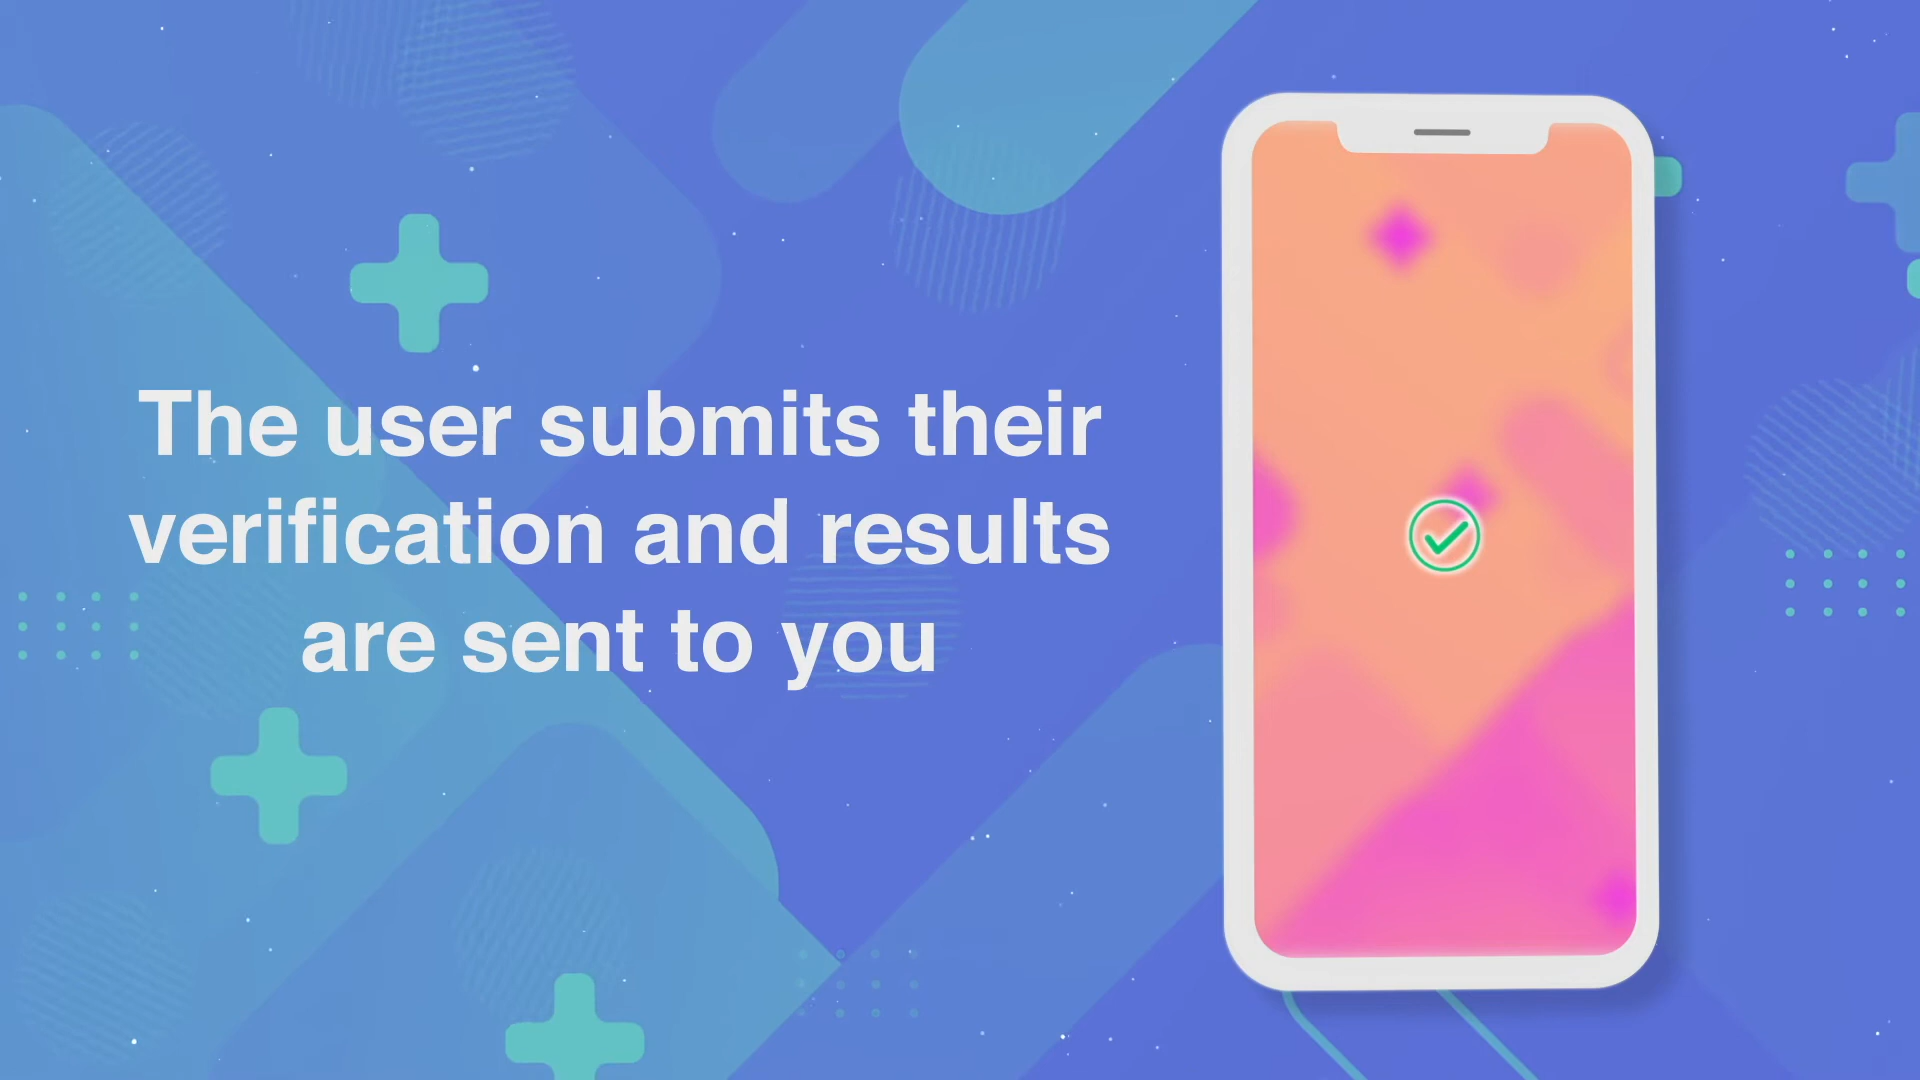 The user submits their
verification and results
are sent to you